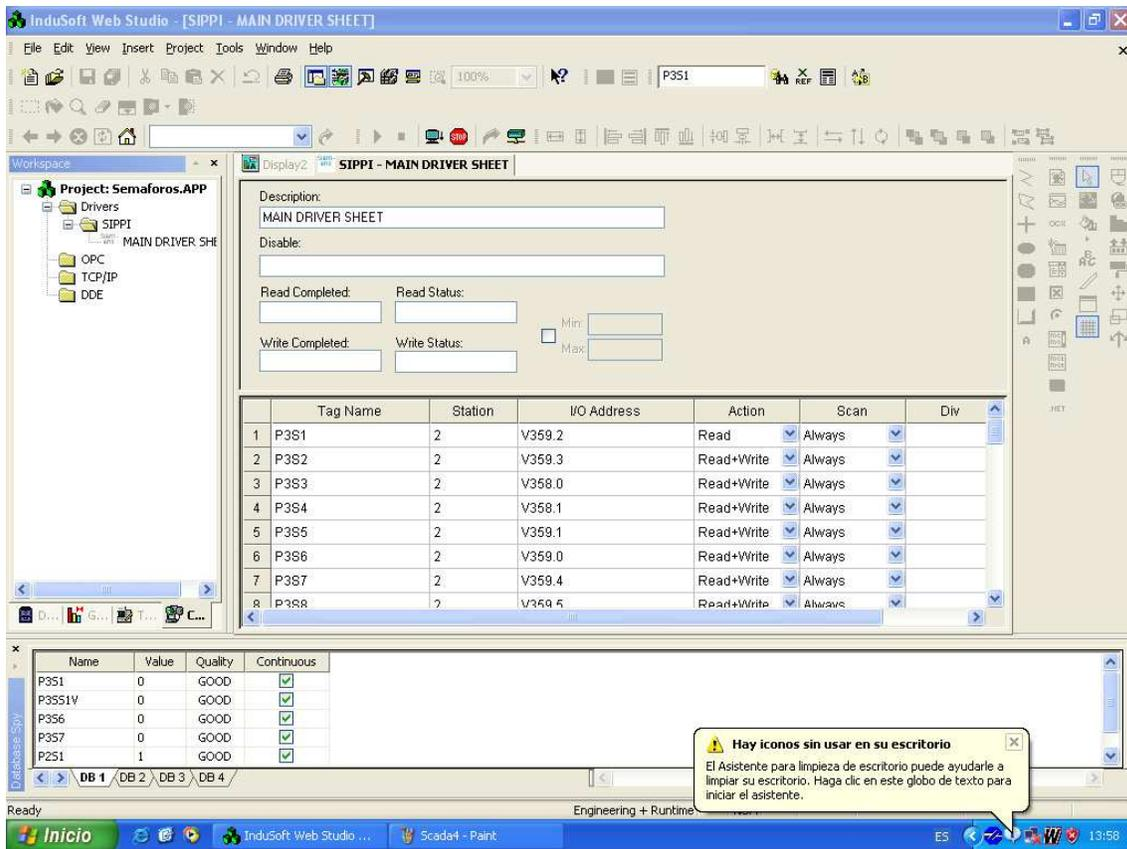 InduSoft Web Studio - [SIPPI - MAIN DRIVER SHEET]
File Edit View Insert Project Tools Window Help
100% P3S1
Workspace
Display2 SIPPI - MAIN DRIVER SHEET
Project: Semaforos.APP
Drivers
SIPPI
MAIN DRIVER SHE
OPC
TCP/IP
DDE
Description:
MAIN DRIVER SHEET
Disable:
Read Completed: Read Status:
Min:
Write Completed: Write Status:
Max:
Tag Name Station I/O Address Action Scan Div
1 P3S1 2 V359.2 Read Always
2 P3S2 2 V359.3 Read+Write Always
3 P3S3 2 V358.0 Read+Write Always
4 P3S4 2 V358.1 Read+Write Always
5 P3S5 2 V359.1 Read+Write Always
6 P3S6 2 V359.0 Read+Write Always
7 P3S7 2 V359.4 Read+Write Always
8 P3S8 2 V359.5 Read+Write Always
D... G... T... C...
Name Value Quality Continuous
P3S1 0 GOOD
P3SS1V 0 GOOD
P3S6 0 GOOD
P3S7 0 GOOD
P2S1 1 GOOD
Database Spy
DB 1 DB 2 DB 3 DB 4
Hay iconos sin usar en su escritorio
El Asistente para limpieza de escritorio puede ayudarle a
limpiar su escritorio. Haga clic en este globo de texto para
iniciar el asistente.
Ready Engineering + Runtime
Inicio InduSoft Web Studio ... Scada4 - Paint ES 13:58